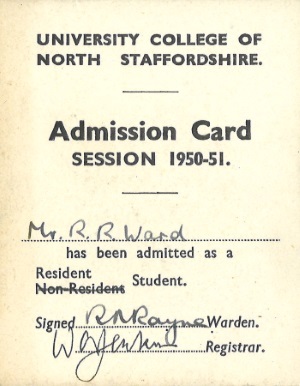 UNIVERSITY COLLEGE OF
NORTH STAFFORDSHIRE.
Admission Card
SESSION 1950-51.
Mr. R. R. Ward
has been admitted as a
Resident
Non-Resident Student.
Signed Warden.
Registrar.